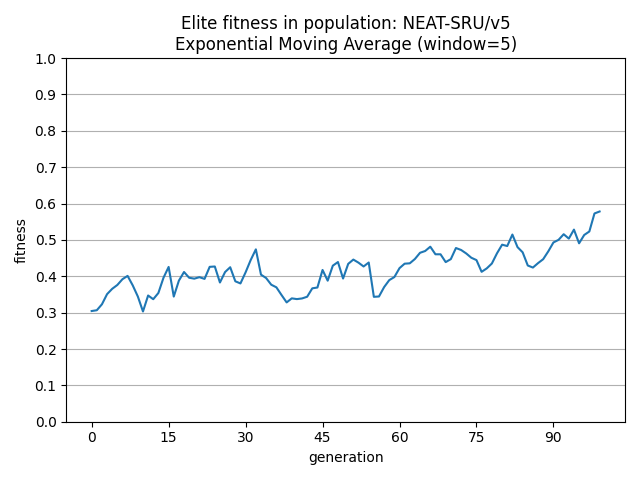 Elite fitness in population: NEAT-SRU/v5
Exponential Moving Average (window=5)
1.0
0.9
0.8
0.7
0.6
0.5
0.4
0.3
0.2
0.1
0.0
fitness
0 15 30 45 60 75 90
generation